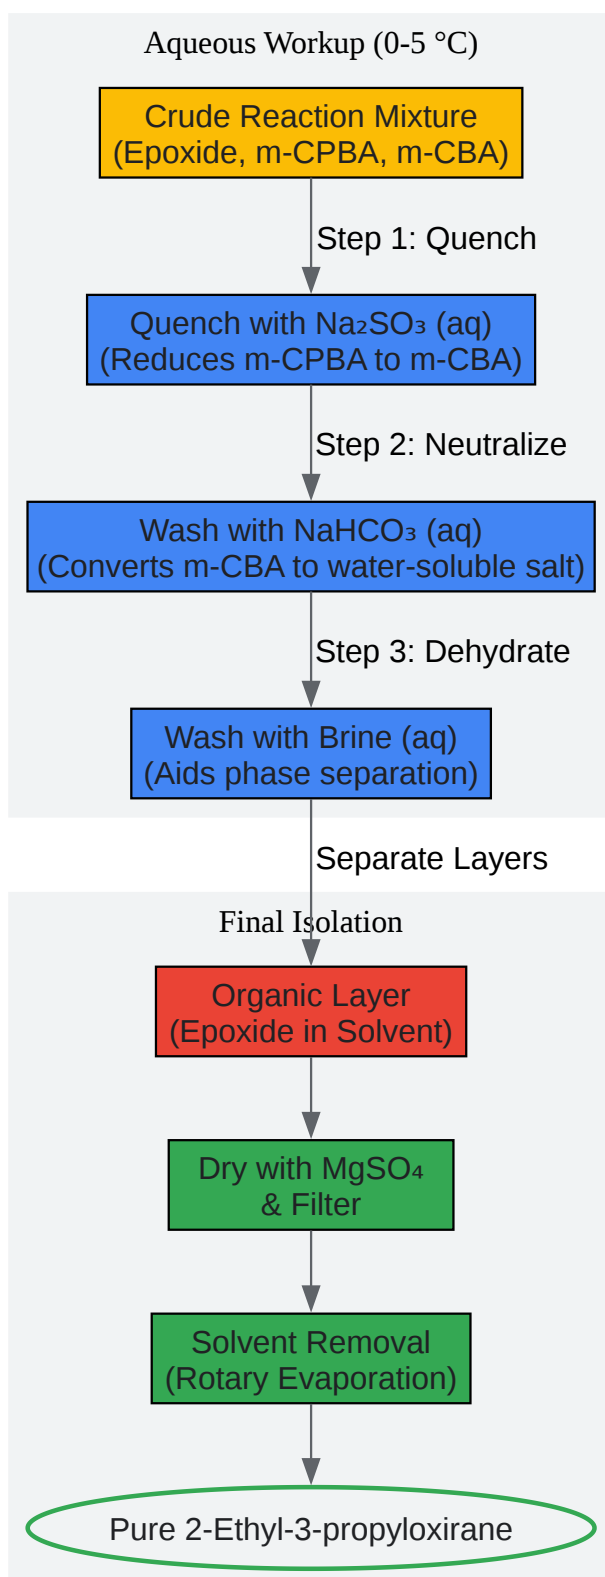 Aqueous Workup (0-5 °C)
Crude Reaction Mixture
(Epoxide, m-CPBA, m-CBA)
Step 1: Quench
Quench with Na₂SO₃ (aq)
(Reduces m-CPBA to m-CBA)
Step 2: Neutralize
Wash with NaHCO₃ (aq)
(Converts m-CBA to water-soluble salt)
Step 3: Dehydrate
Wash with Brine (aq)
(Aids phase separation)
Separate Layers
Final Isolation
Organic Layer
(Epoxide in Solvent)
Dry with MgSO₄
& Filter
Solvent Removal
(Rotary Evaporation)
Pure 2-Ethyl-3-propyloxirane